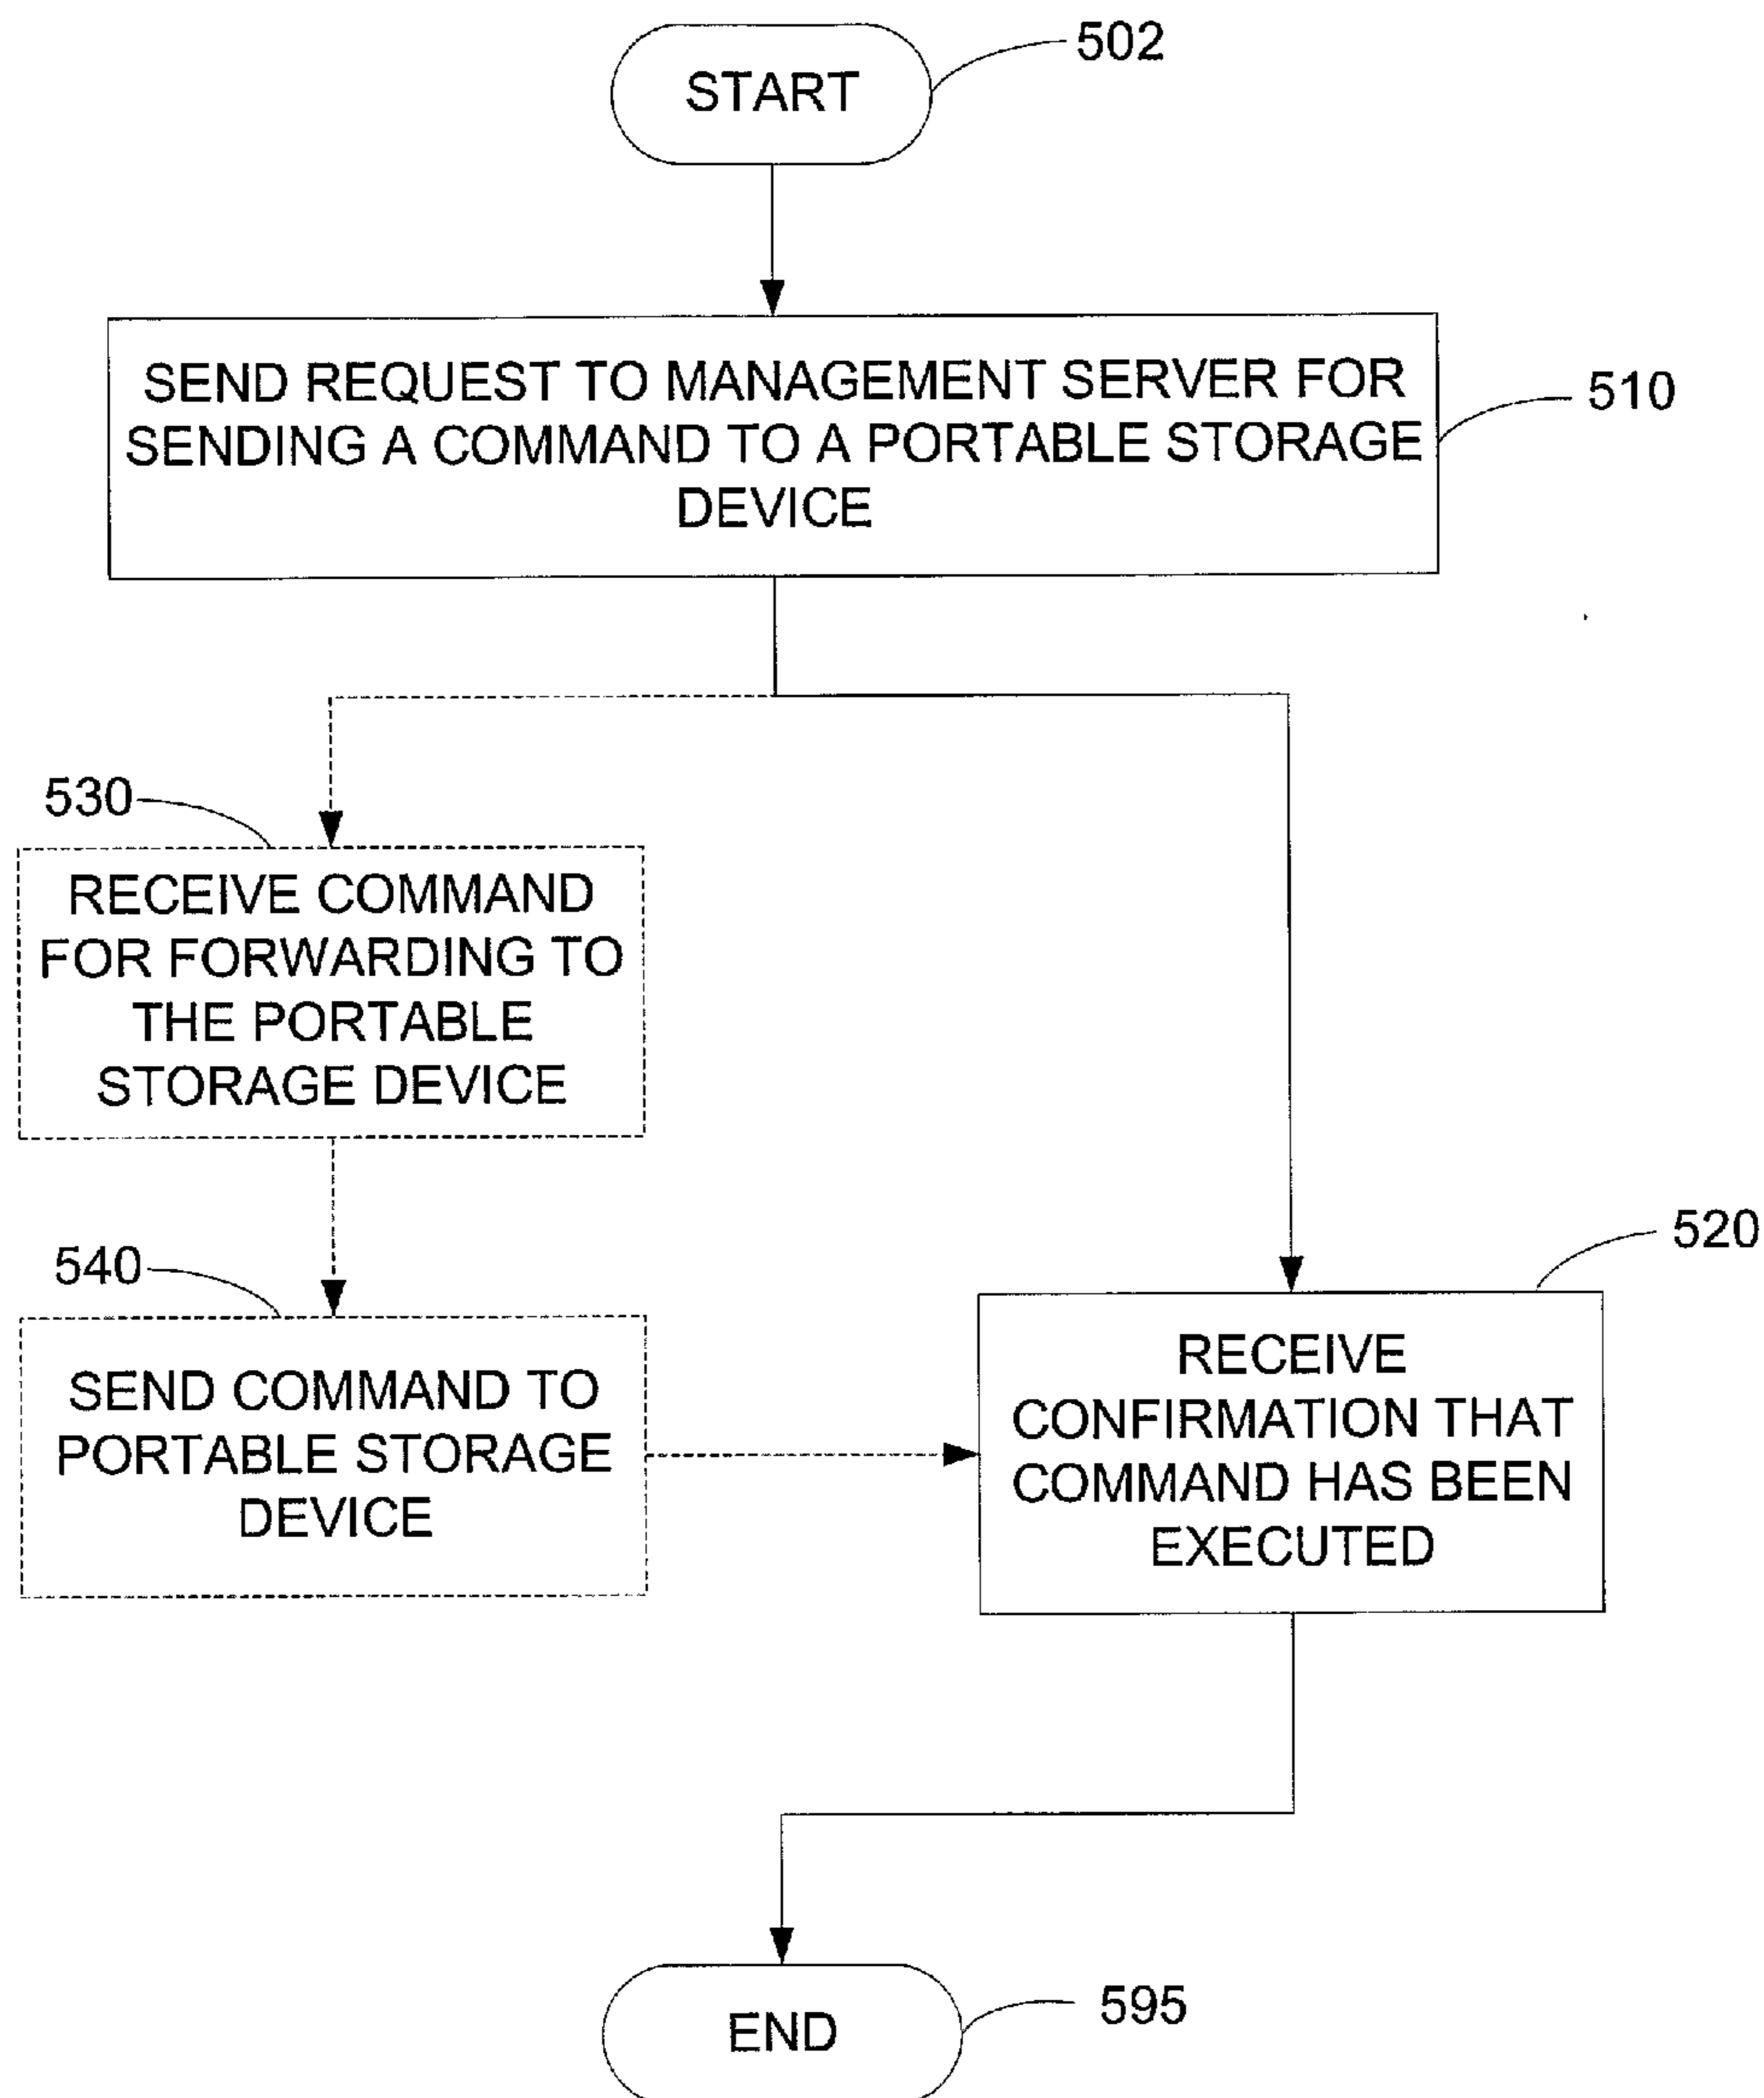 START
502
SEND REQUEST TO MANAGEMENT SERVER FOR
SENDING A COMMAND TO A PORTABLE STORAGE
DEVICE
510
530
RECEIVE COMMAND
FOR FORWARDING TO
THE PORTABLE
STORAGE DEVICE
540
SEND COMMAND TO
PORTABLE STORAGE
DEVICE
520
RECEIVE
CONFIRMATION THAT
COMMAND HAS BEEN
EXECUTED
END
595